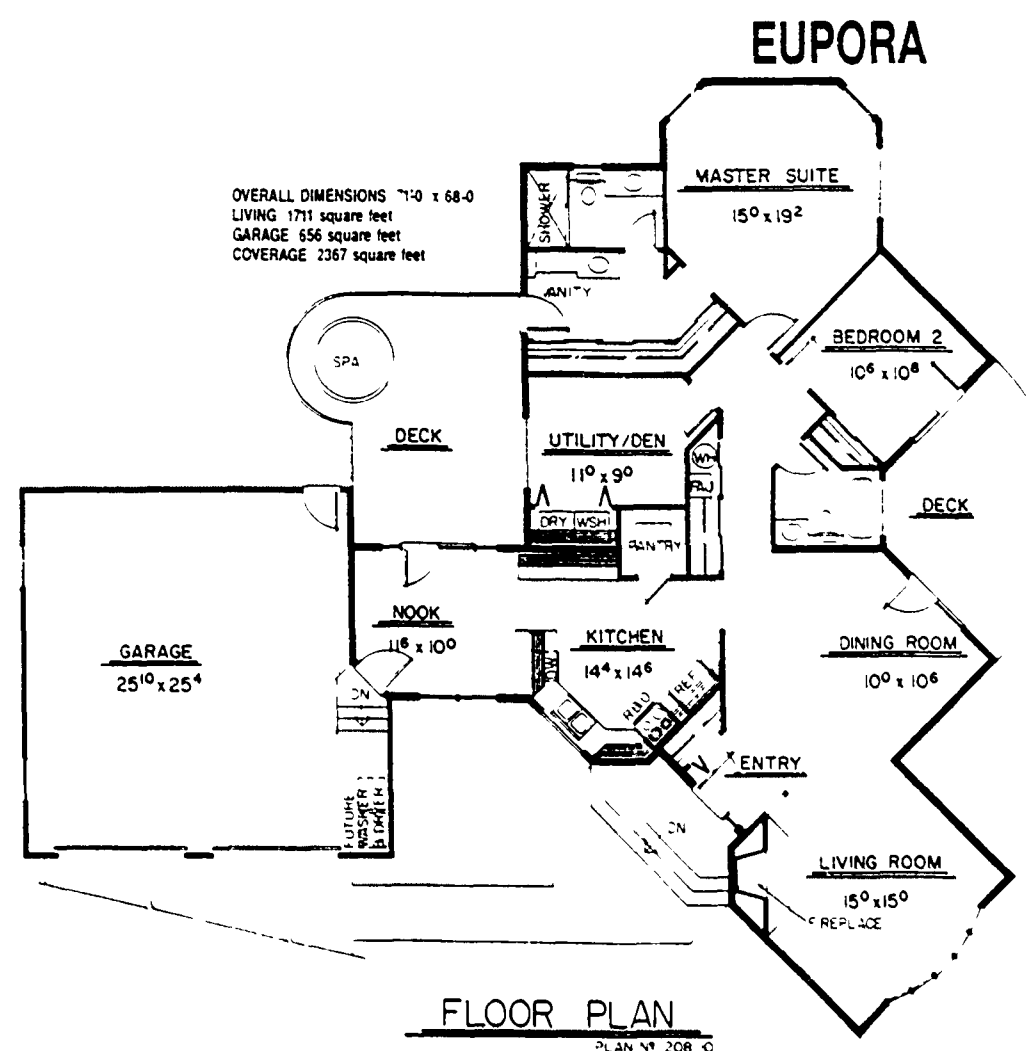 EUPORA
OVERALL DIMENSIONS x 68-0
LIVING 1711 square feet
GARAGE 656 square feet
COVERAGE 2367 square feet
MASTER SUITE
15⁰ x 19²
SHOWER
BEDROOM 2
10⁶ x 10⁸
SPA
DECK
UTILITY/DEN
11⁰ x 9⁰
WH
DRY WSH
PANTRY
DECK
NOOK
11⁶ x 10⁰
KITCHEN
14⁴ x 14⁶
DW
REF
DINING ROOM
10⁰ x 10⁶
GARAGE
25¹⁰ x 25⁴
DN
ENTRY
FUTURE
WASHER
& DRYER
DN
LIVING ROOM
15⁰ x 15⁰
FLOOR PLAN